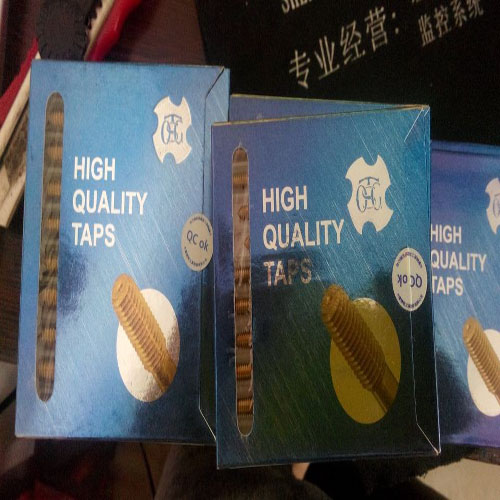 专业经营:
监控系统
HIGH
QUALITY
TAPS
QC ok
HIGH
QUALITY
TAPS
QC ok
HIGH
QUALITY
TAPS